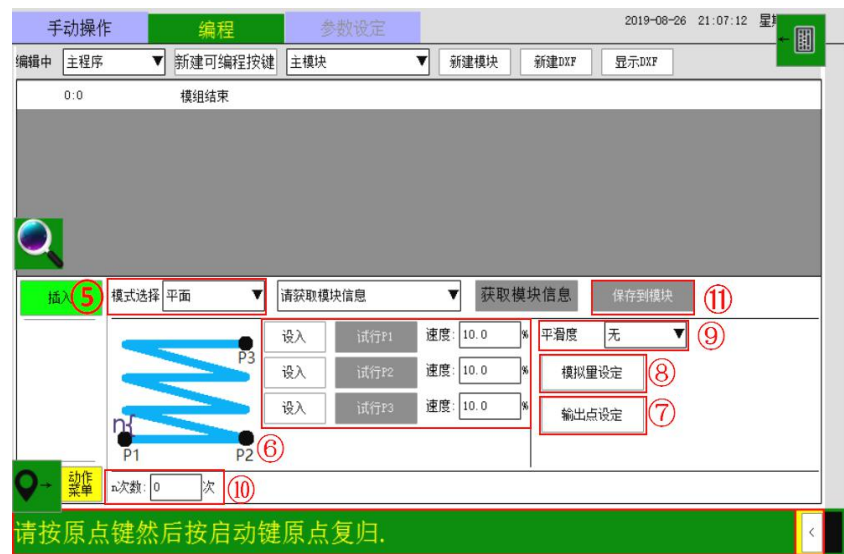 手动操作 编程 参数设定 2019-08-26 21:07:12
编辑中 主程序 ▼ 新建可编程按键 主模块 ▼ 新建模块 新建DXF 显示DXF
0:0 模组结束
插入 ⑤ 模式选择 平面 ▼ 请获取模块信息 ▼ 获取模块信息 保存到模块 ⑪
设入 试行P1 速度: 10.0 % 平滑度 无 ▼ ⑨
P3
设入 试行P2 速度: 10.0 % 模拟量设定 ⑧
设入 试行P3 速度: 10.0 % 输出点设定 ⑦
n{
P1 P2 ⑥
动作
菜单 n次数: 0 次 ⑩
请按原点键然后按启动键原点复归. <